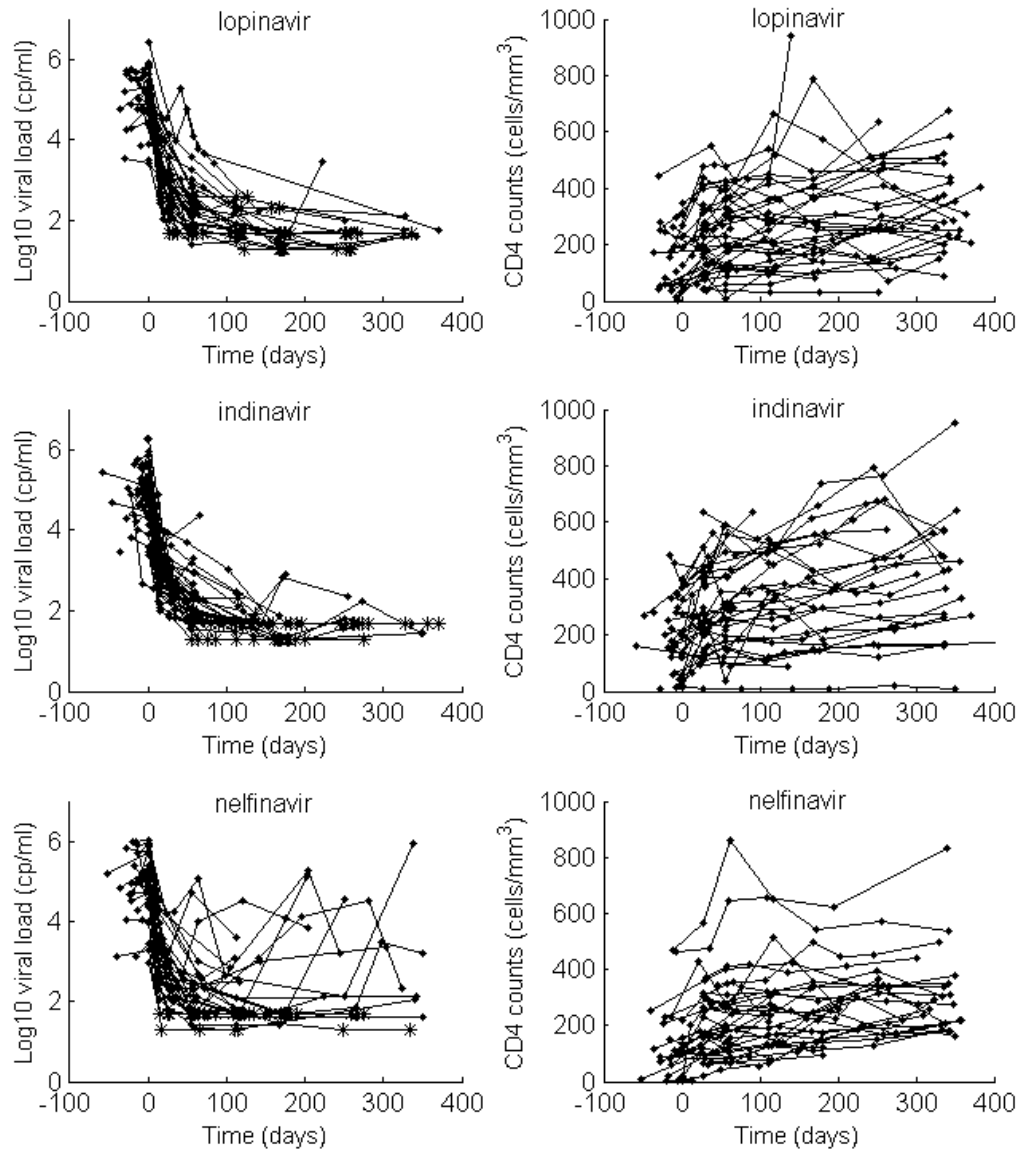 lopinavir
Log10 viral load (cp/ml)
6
4
2
0
-100 0 100 200 300 400
Time (days)
lopinavir
CD4 counts (cells/mm³)
1000
800
600
400
200
0
-100 0 100 200 300 400
Time (days)
indinavir
Log10 viral load (cp/ml)
6
4
2
0
-100 0 100 200 300 400
Time (days)
indinavir
CD4 counts (cells/mm³)
1000
800
600
400
200
0
-100 0 100 200 300 400
Time (days)
nelfinavir
Log10 viral load (cp/ml)
6
4
2
0
-100 0 100 200 300 400
Time (days)
nelfinavir
CD4 counts (cells/mm³)
1000
800
600
400
200
0
-100 0 100 200 300 400
Time (days)